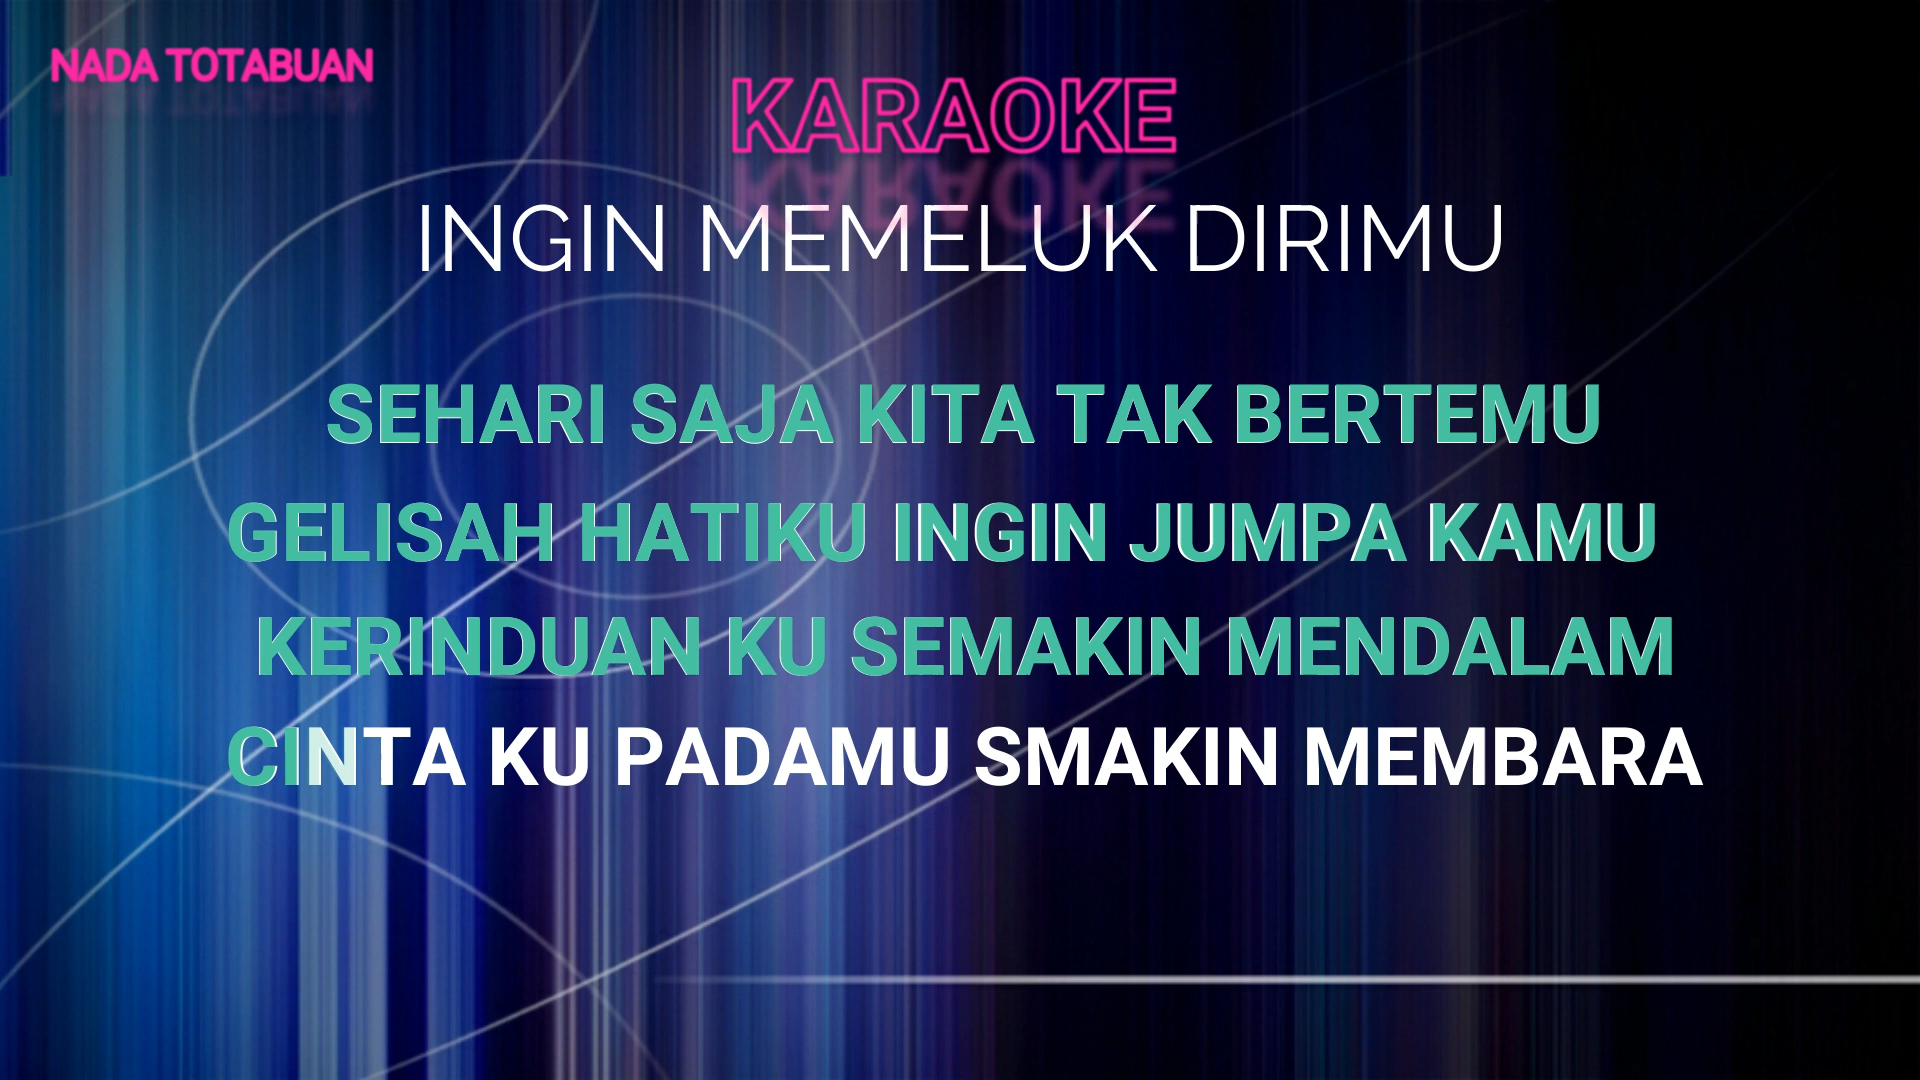 NADA TOTABUAN
KARAOKE
INGIN MEMELUK DIRIMU
SEHARI SAJA KITA TAK BERTEMU
GELISAH HATIKU INGIN JUMPA KAMU
KERINDUAN KU SEMAKIN MENDALAM
CINTA KU PADAMU SMAKIN MEMBARA